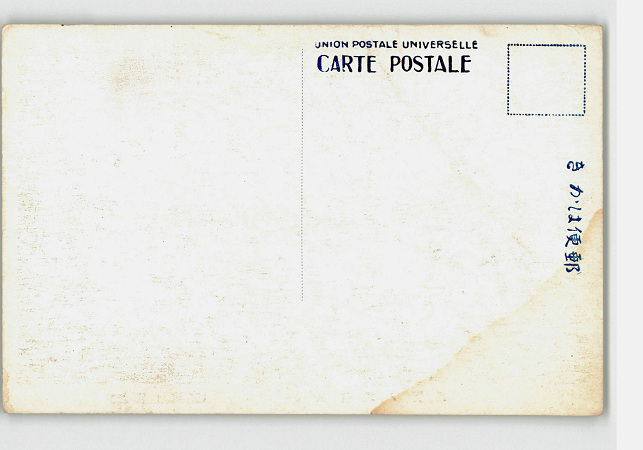 UNION POSTALE UNIVERSELLE
CARTE POSTALE
郵便はかき